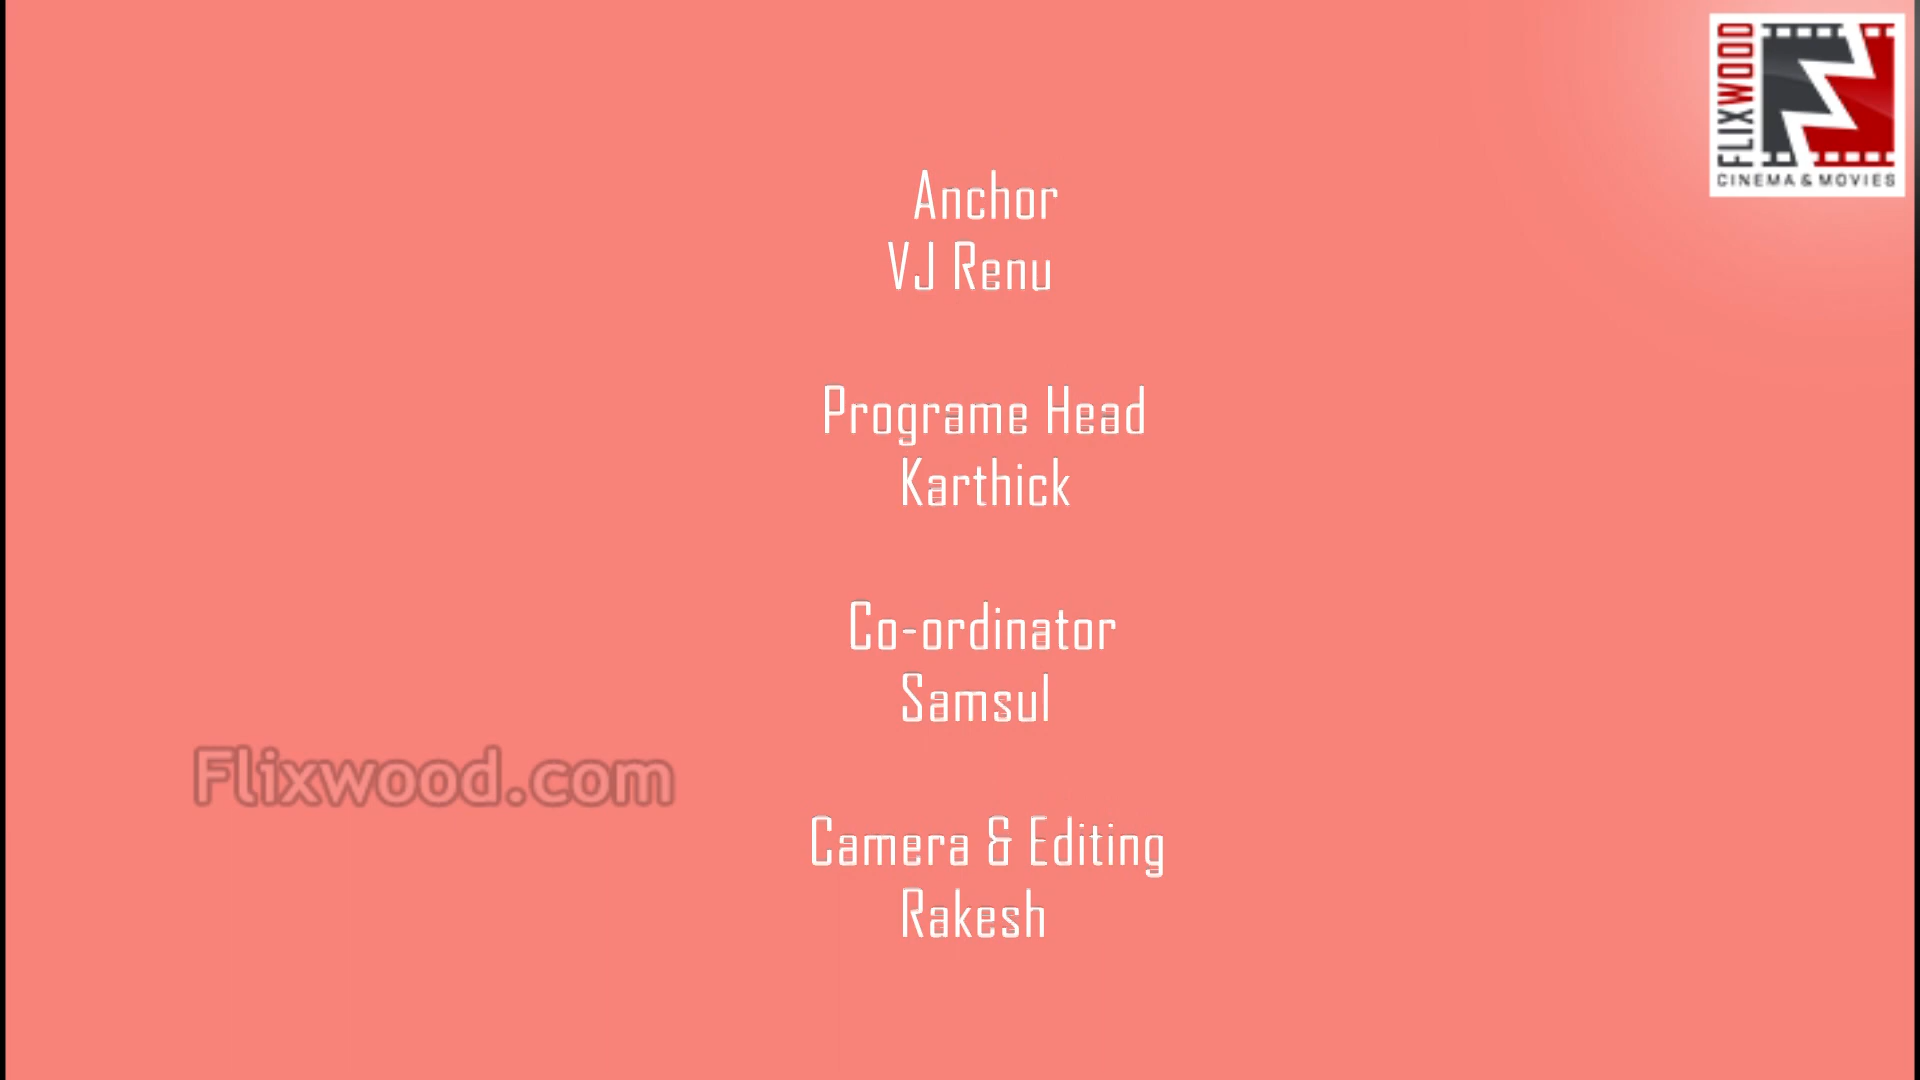 FLIXWOOD
CINEMA & MOVIES
Anchor
VJ Renu
Programe Head
Karthick
Co-ordinator
Samsul
Flixwood.com
Camera & Editing
Rakesh